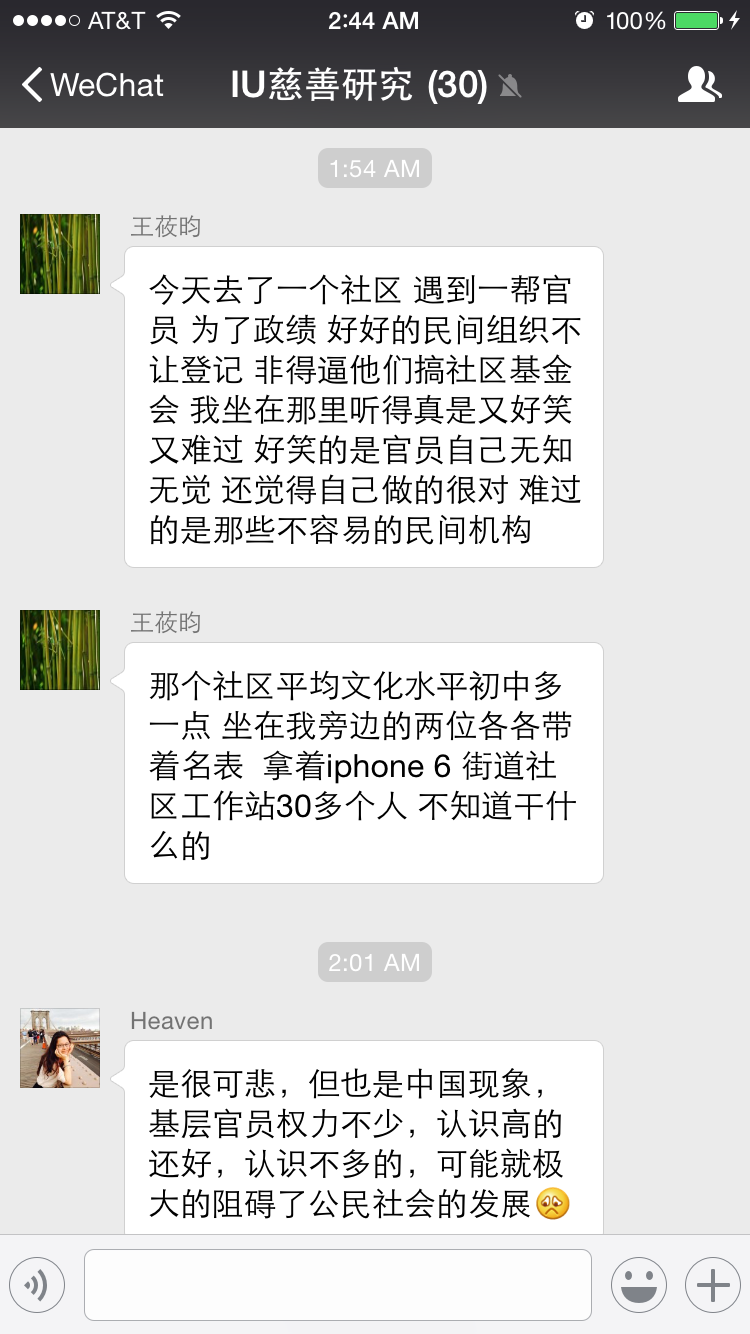 AT&T 2:44 AM 100%
WeChat IU慈善研究 (30)
1:54 AM
王莜昀
今天去了一个社区 遇到一帮官
员 为了政绩 好好的民间组织不
让登记 非得逼他们搞社区基金
会 我坐在那里听得真是又好笑
又难过 好笑的是官员自己无知
无觉 还觉得自己做的很对 难过
的是那些不容易的民间机构
王莜昀
那个社区平均文化水平初中多
一点 坐在我旁边的两位各各带
着名表  拿着iphone 6 街道社
区工作站30多个人 不知道干什
么的
2:01 AM
Heaven
是很可悲，但也是中国现象，
基层官员权力不少，认识高的
还好，认识不多的，可能就极
大的阻碍了公民社会的发展😞